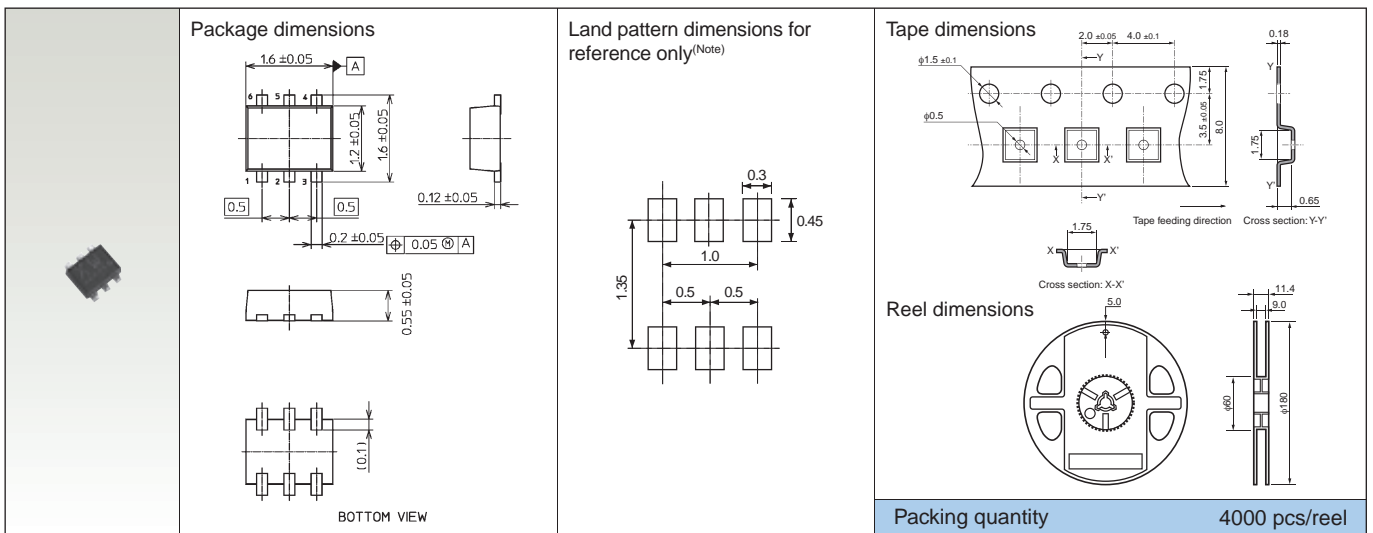 Package dimensions
1.6 ±0.05
A
6 5 4
1.2 ±0.05
1.6 ±0.05
1 2 3
0.5
0.5
0.12 ±0.05
0.2 ±0.05
0.05 Ⓜ A
0.55 ±0.05
(0.1)
BOTTOM VIEW
Land pattern dimensions for
reference only(Note)
0.3
0.45
1.0
1.35
0.5
0.5
Tape dimensions
2.0 ±0.05
4.0 ±0.1
0.18
Y
Y
φ1.5 ±0.1
1.75
φ0.5
3.5 ±0.05
8.0
1.75
X
X'
Y'
Y'
0.65
Tape feeding direction
Cross section: Y-Y'
1.75
X
X'
Cross section: X-X'
Reel dimensions
5.0
11.4
9.0
φ60
φ180
Packing quantity
4000 pcs/reel